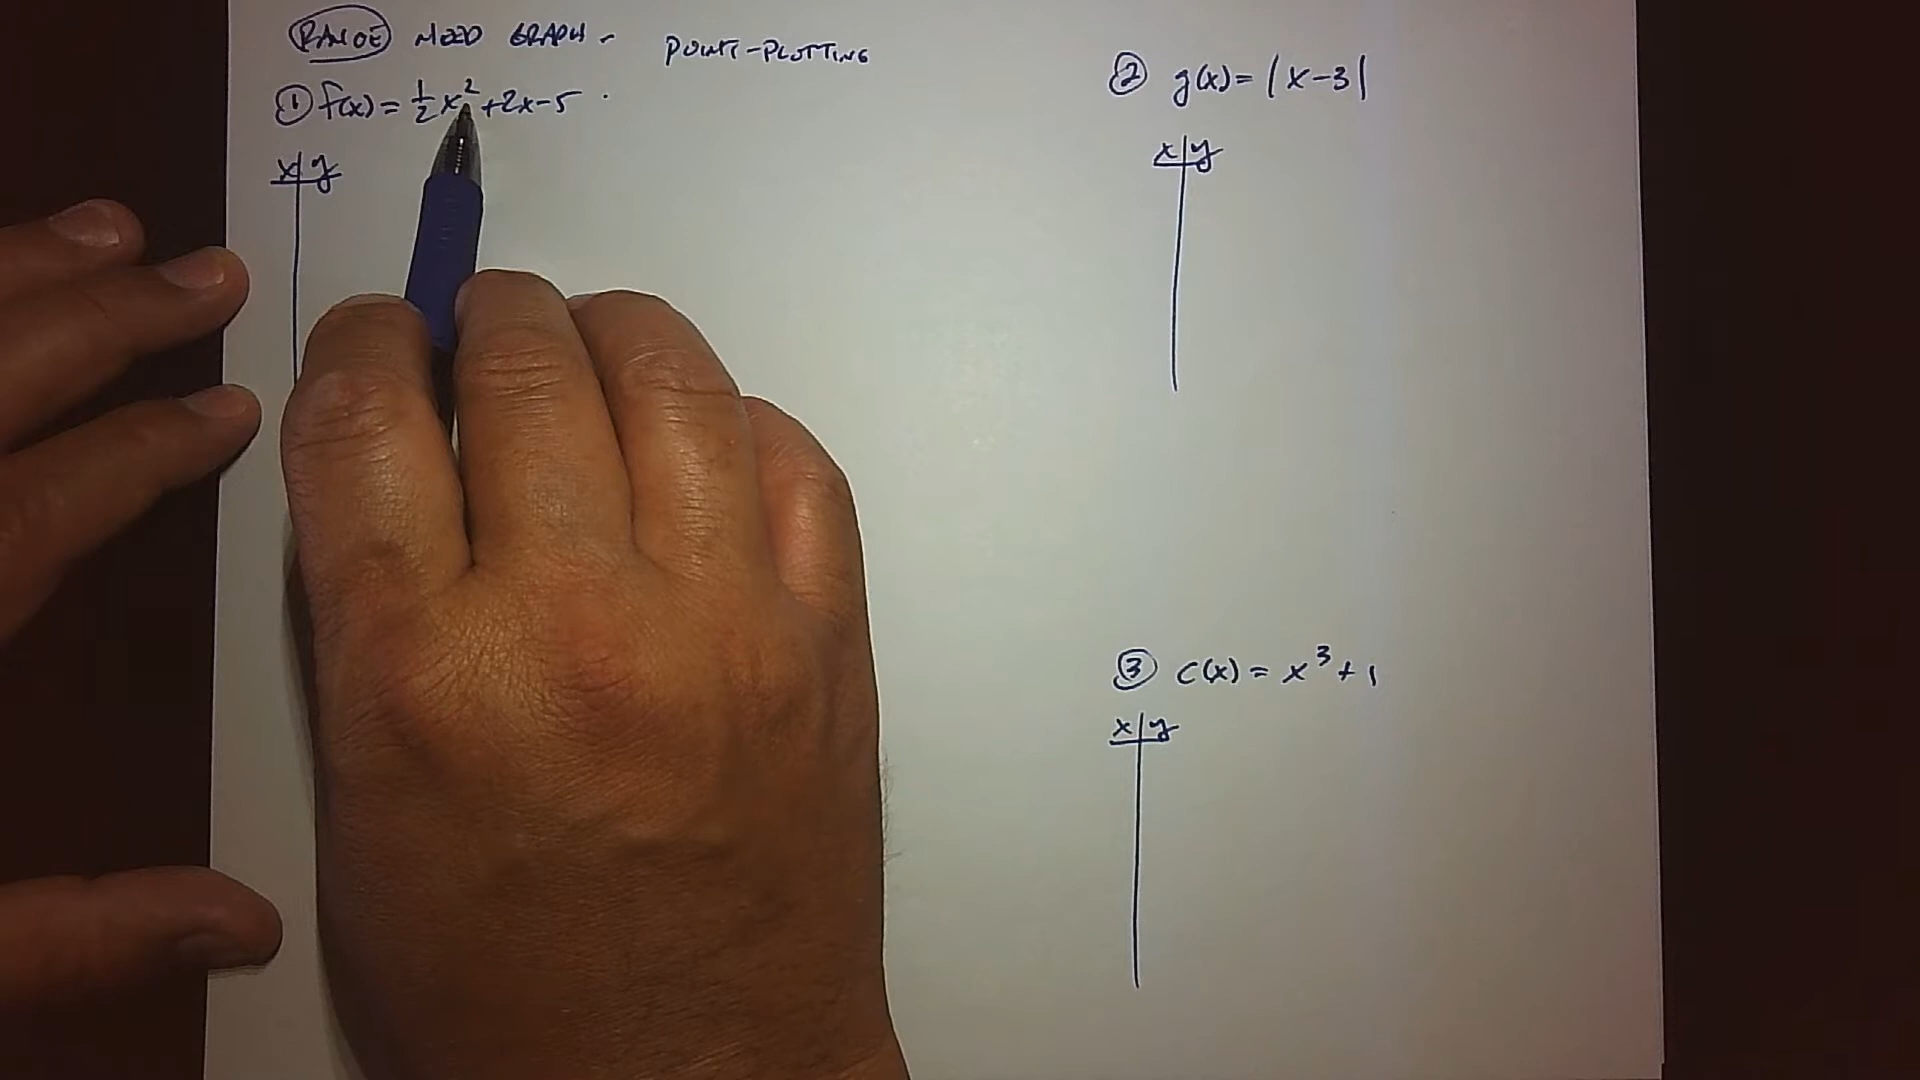 RANGE NEED GRAPH - POINT-PLOTTING
① f(x) = ½x² + 2x - 5
x | y
② g(x) = |x - 3|
x | y
③ c(x) = x³ + 1
x | y